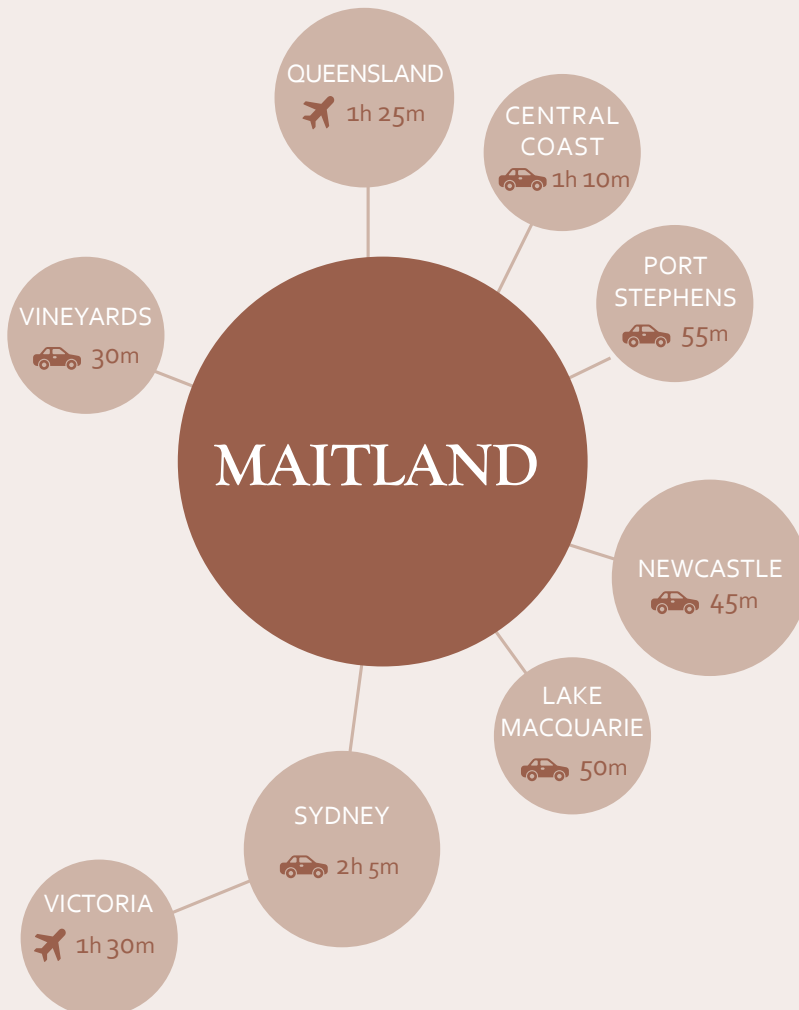 QUEENSLAND
1h 25m
CENTRAL
COAST
1h 10m
PORT
STEPHENS
55m
VINEYARDS
30m
MAITLAND
NEWCASTLE
45m
LAKE
MACQUARIE
50m
SYDNEY
2h 5m
VICTORIA
1h 30m